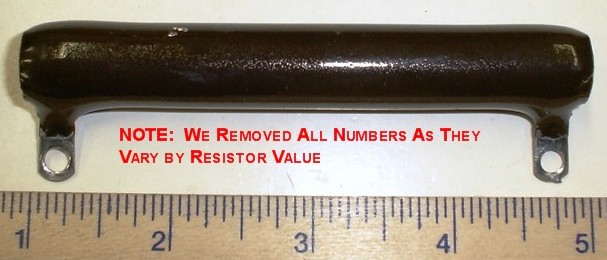 NOTE: We Removed All Numbers As They
Vary by Resistor Value
1 2 3 4 5